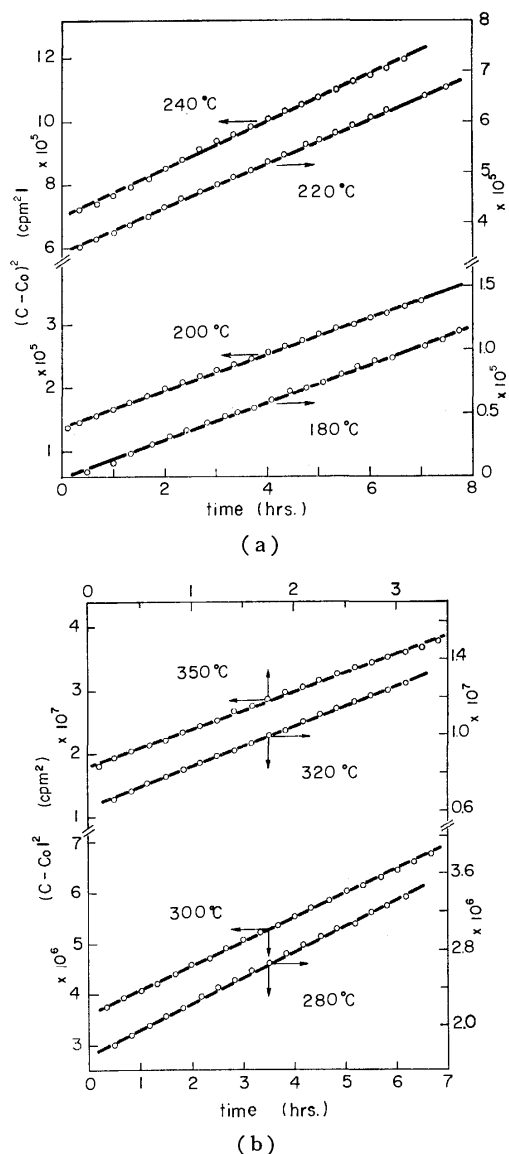 12
10
8
6
× 10⁵
(C - C₀)² (cpm²)
3
2
1
× 10⁵
8
7
6
5
4
× 10⁵
1.5
1.0
0.5
0
× 10⁵
240 °C
220 °C
200 °C
180 °C
0 2 4 6 8
time (hrs.)
(a)
0 1 2 3
4
3
2
1
× 10⁷
(C - C₀)² (cpm²)
7
6
5
4
3
× 10⁶
1.4
1.0
0.6
× 10⁷
3.6
2.8
2.0
× 10⁶
350 °C
320 °C
300 °C
280 °C
0 1 2 3 4 5 6 7
time (hrs.)
(b)